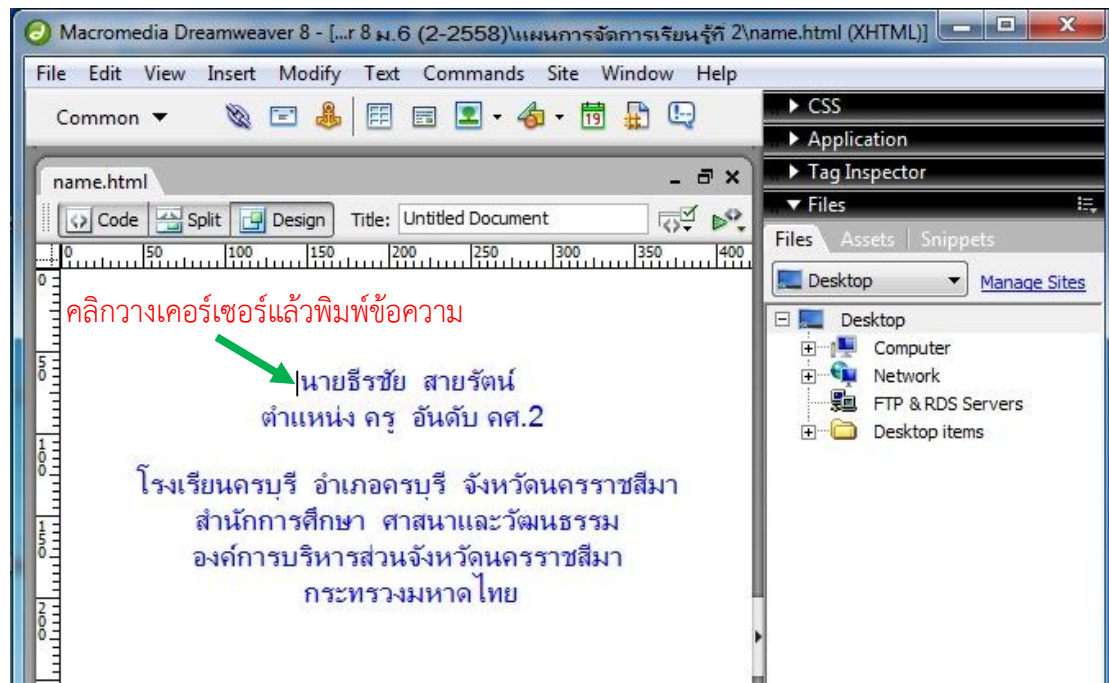 Macromedia Dreamweaver 8 - [...r 8 ม.6 (2-2558)\แผนการจัดการเรียนรู้ที่ 2\name.html (XHTML)]
File Edit View Insert Modify Text Commands Site Window Help
Common
19
CSS
Application
Tag Inspector
Files
name.html
Code Split Design Title: Untitled Document
Files Assets Snippets
0 50 100 150 200 250 300 350 400
Desktop Manage Sites
Desktop
Computer
Network
FTP & RDS Servers
Desktop items
0
50
100
150
200
คลิกวางเคอร์เซอร์แล้วพิมพ์ข้อความ
นายธีรชัย สายรัตน์
ตำแหน่ง ครู อันดับ คศ.2
โรงเรียนครบุรี อำเภอครบุรี จังหวัดนครราชสีมา
สำนักการศึกษา ศาสนาและวัฒนธรรม
องค์การบริหารส่วนจังหวัดนครราชสีมา
กระทรวงมหาดไทย